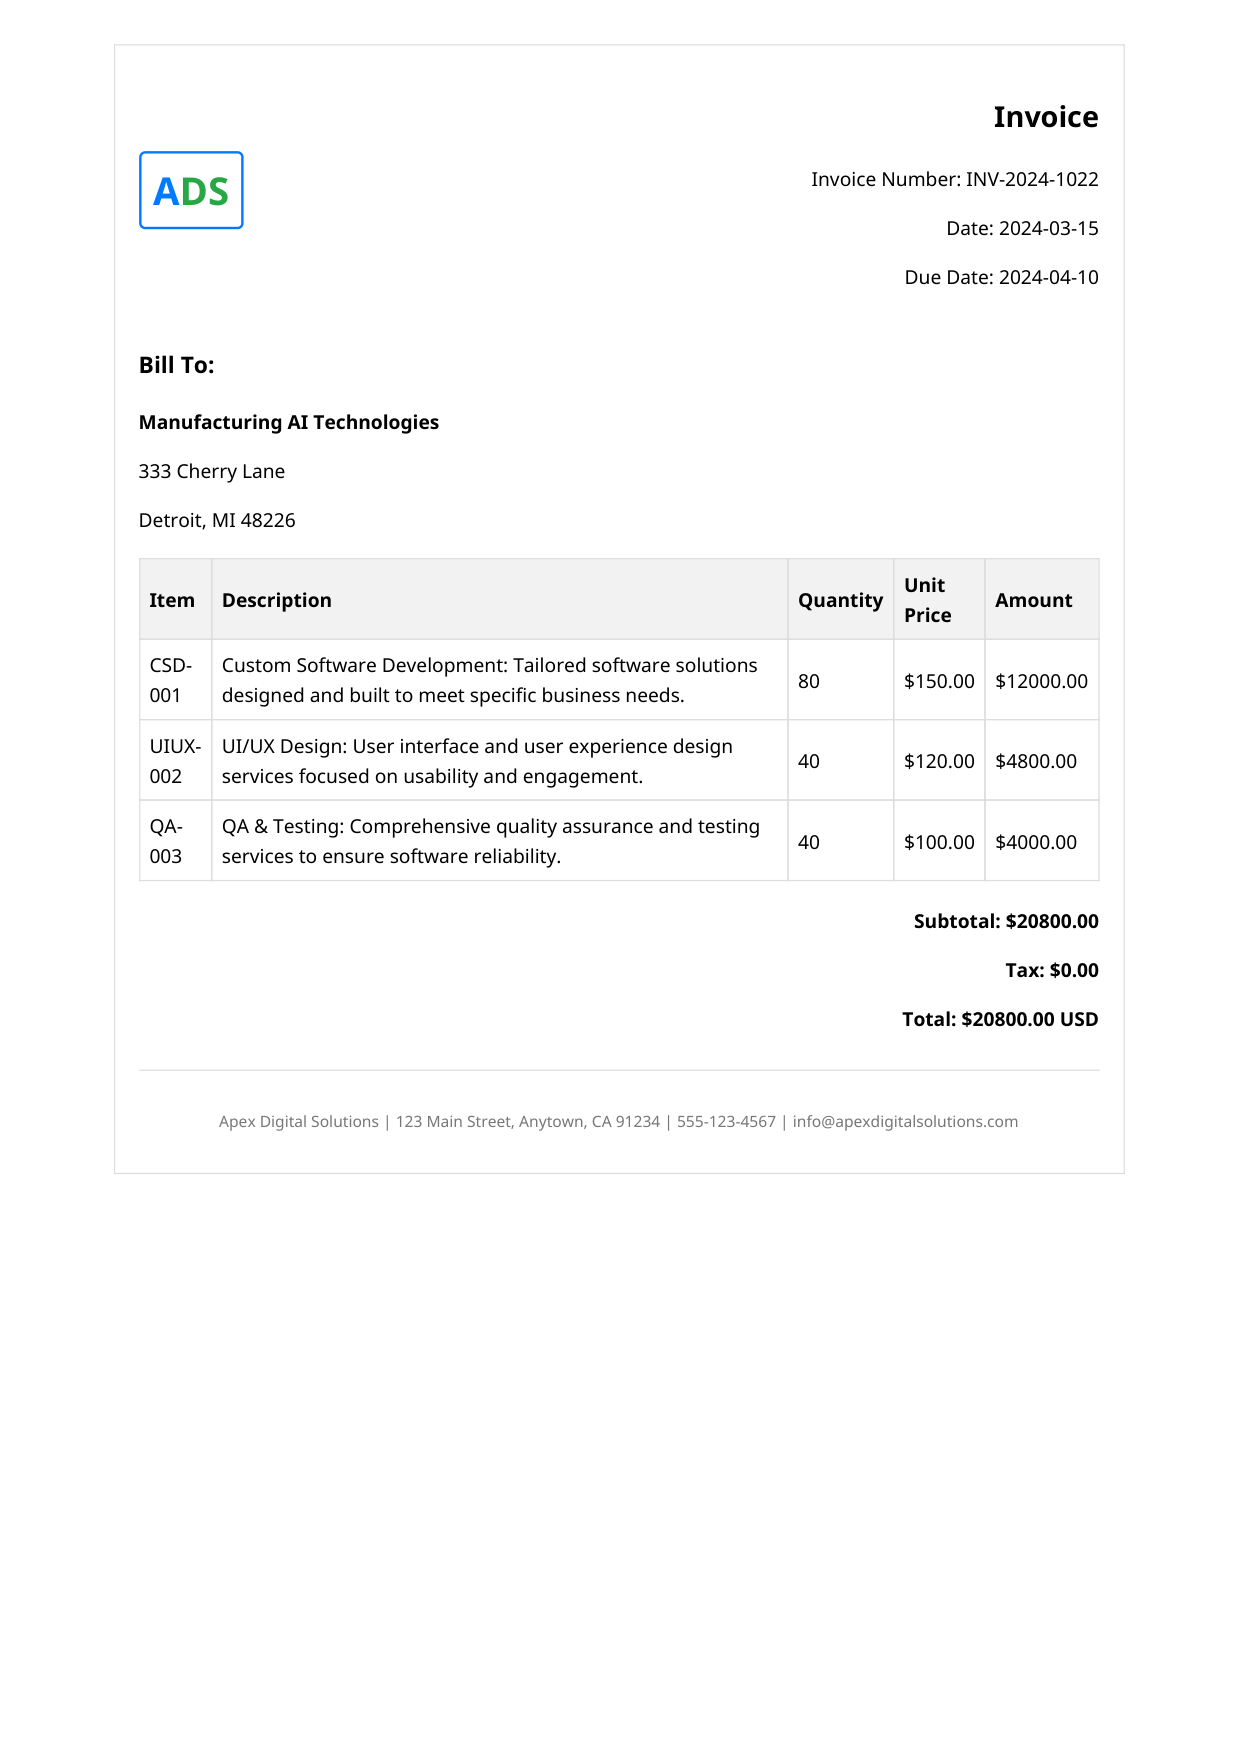 Invoice
ADS
Invoice Number: INV-2024-1022
Date: 2024-03-15
Due Date: 2024-04-10
Bill To:
Manufacturing AI Technologies
333 Cherry Lane
Detroit, MI 48226
Item Description Quantity Unit Price Amount
CSD-001 Custom Software Development: Tailored software solutions designed and built to meet specific business needs. 80 $150.00 $12000.00
UIUX-002 UI/UX Design: User interface and user experience design services focused on usability and engagement. 40 $120.00 $4800.00
QA-003 QA & Testing: Comprehensive quality assurance and testing services to ensure software reliability. 40 $100.00 $4000.00
Subtotal: $20800.00
Tax: $0.00
Total: $20800.00 USD
Apex Digital Solutions | 123 Main Street, Anytown, CA 91234 | 555-123-4567 | info@apexdigitalsolutions.com